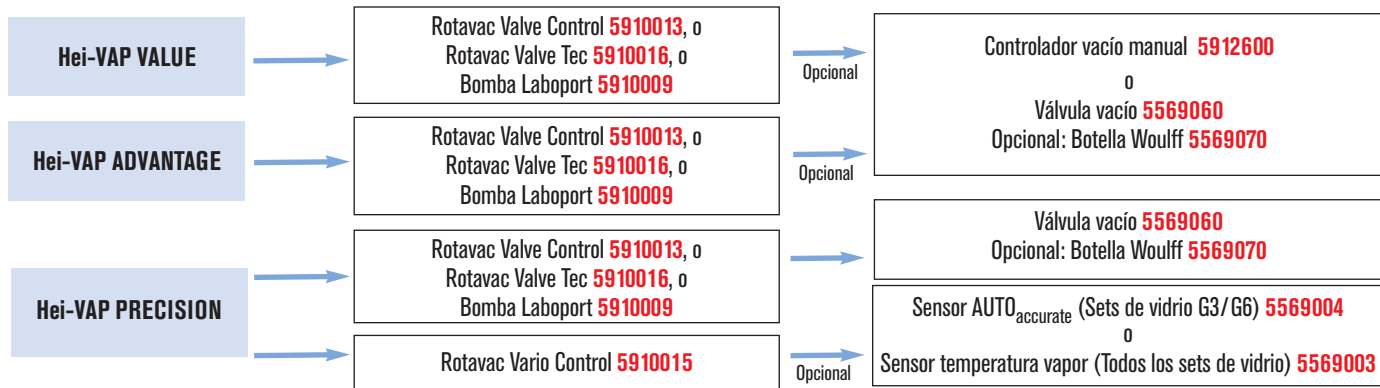 Hei-VAP VALUE
Rotavac Valve Control 5910013, o
Rotavac Valve Tec 5910016, o
Bomba Laboport 5910009
Opcional
Controlador vacío manual 5912600
o
Válvula vacío 5569060
Opcional: Botella Woulff 5569070
Hei-VAP ADVANTAGE
Rotavac Valve Control 5910013, o
Rotavac Valve Tec 5910016, o
Bomba Laboport 5910009
Opcional
Hei-VAP PRECISION
Rotavac Valve Control 5910013, o
Rotavac Valve Tec 5910016, o
Bomba Laboport 5910009
Válvula vacío 5569060
Opcional: Botella Woulff 5569070
Rotavac Vario Control 5910015
Opcional
Sensor AUTOaccurate (Sets de vidrio G3/G6) 5569004
o
Sensor temperatura vapor (Todos los sets de vidrio) 5569003